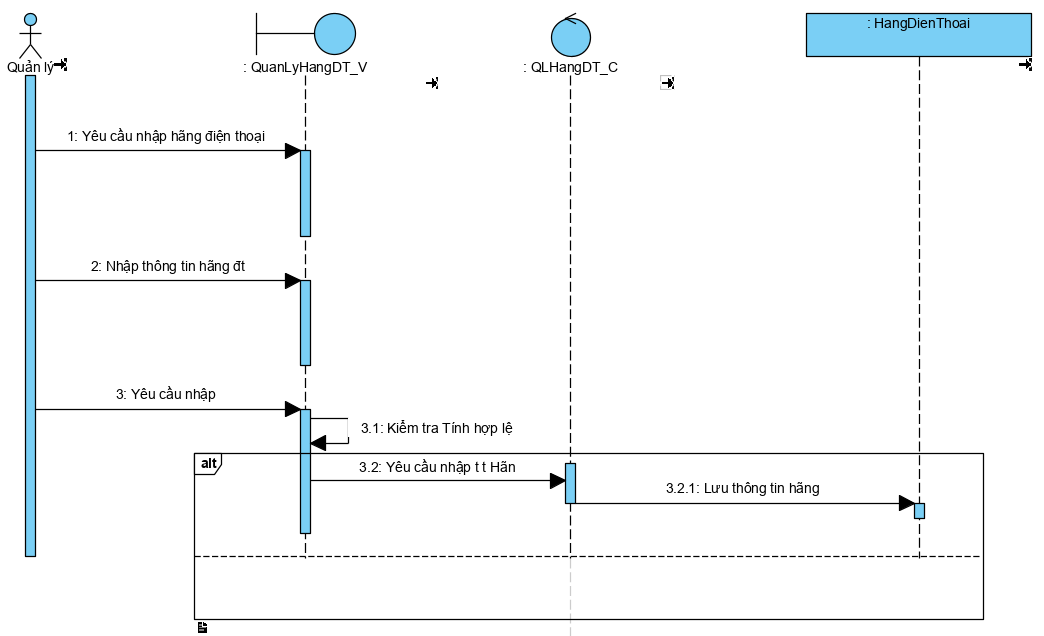 : HangDienThoai
Quản lý
: QuanLyHangDT_V
: QLHangDT_C
1: Yêu cầu nhập hãng điện thoại
2: Nhập thông tin hãng đt
3: Yêu cầu nhập
3.1: Kiểm tra Tính hợp lệ
alt
3.2: Yêu cầu nhập t t Hãn
3.2.1: Lưu thông tin hãng